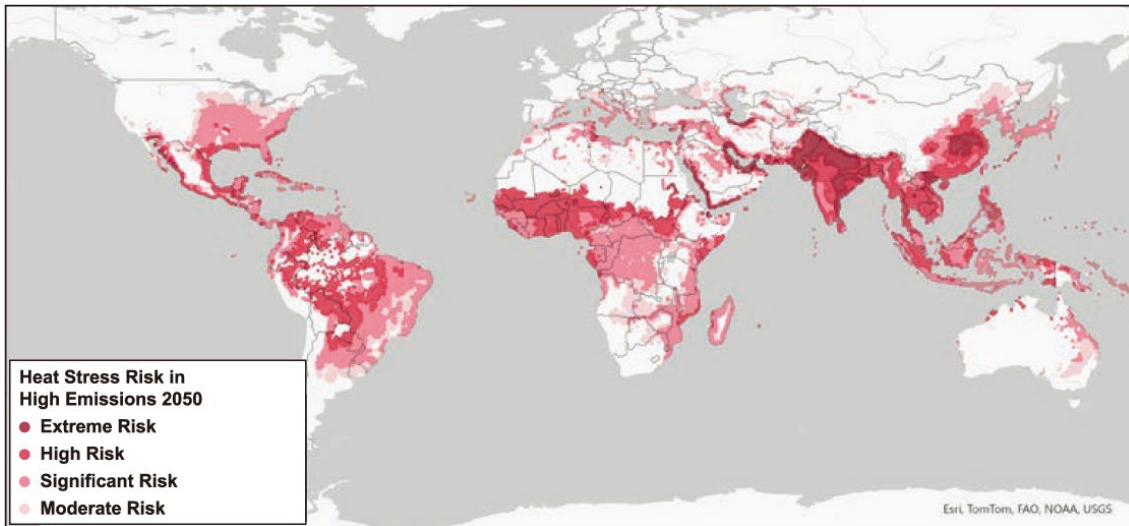 Heat Stress Risk in
High Emissions 2050
Extreme Risk
High Risk
Significant Risk
Moderate Risk
Esri, TomTom, FAO, NOAA, USGS